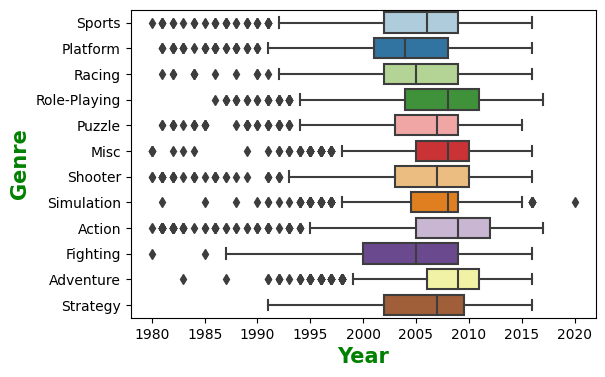 Sports
Platform
Racing
Role-Playing
Puzzle
Misc
Shooter
Simulation
Action
Fighting
Adventure
Strategy
Genre
1980 1985 1990 1995 2000 2005 2010 2015 2020
Year